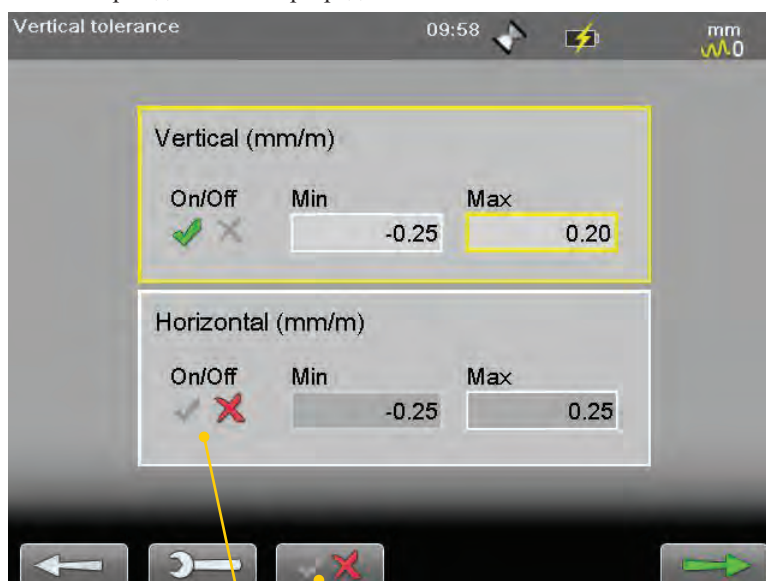 Vertical tolerance 09:58 mm
0
Vertical (mm/m)
On/Off Min Max
-0.25 0.20
Horizontal (mm/m)
On/Off Min Max
-0.25 0.25